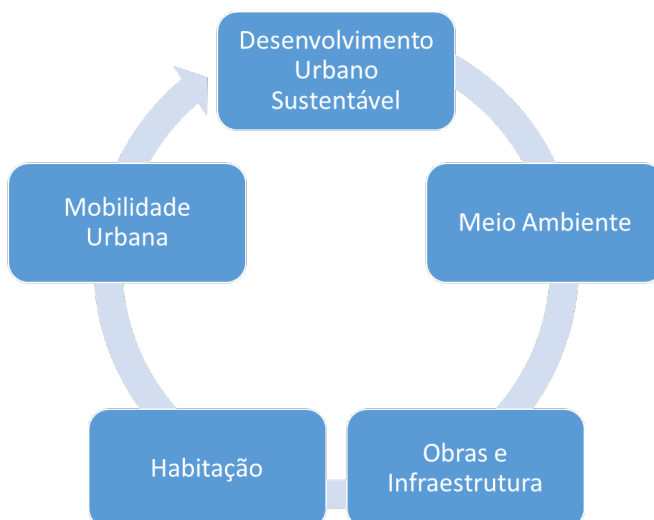 Desenvolvimento
Urbano
Sustentável
Meio Ambiente
Obras e
Infraestrutura
Habitação
Mobilidade
Urbana